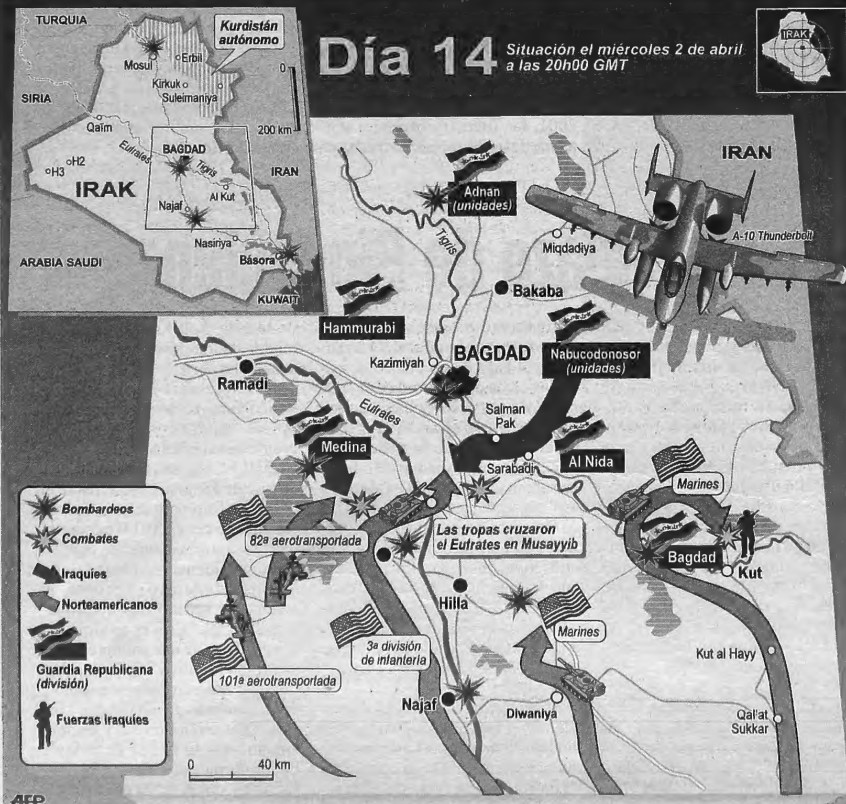 TURQUIA
Kurdistán
autónomo
Mosul
Erbil
Kirkuk
Suleimaniya
0
200 km
SIRIA
Qaïm
Eufrates
BAGDAD
Tigris
IRAN
H2
H3
IRAK
Al Kut
Najaf
Nasiriya
Básora
ARABIA SAUDI
KUWAIT
Día 14
Situación el miércoles 2 de abril
a las 20h00 GMT
IRAK
IRAN
Adnan
(unidades)
A-10 Thunderbolt
Tigris
Miqdadiya
Bakaba
Hammurabi
BAGDAD
Nabucodonosor
(unidades)
Kazimiyah
Ramadi
Eufrates
Salman
Pak
Medina
Sarabadi
Al Nida
Marines
82ª aerotransportada
Las tropas cruzaron
el Eufrates en Musayyib
Bagdad
Kut
Hilla
Marines
3ª división
de infantería
Kut al Hayy
101ª aerotransportada
Najaf
Diwaniya
Qal'at
Sukkar
0
40 km
Bombardeos
Combates
Iraquíes
Norteamericanos
Guardia Republicana
(división)
Fuerzas Iraquíes
AFP